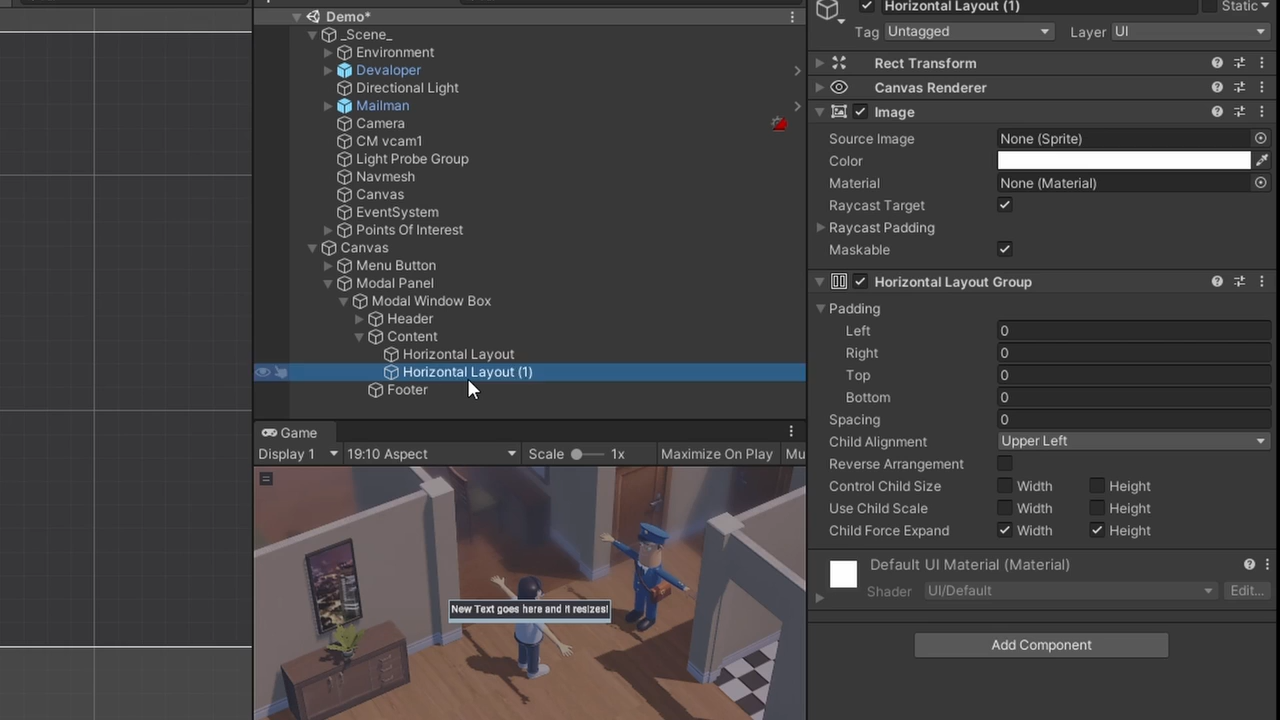 Demo*
_Scene_
Environment
Devaloper
Directional Light
Mailman
Camera
CM vcam1
Light Probe Group
Navmesh
Canvas
EventSystem
Points Of Interest
Canvas
Menu Button
Modal Panel
Modal Window Box
Header
Content
Horizontal Layout
Horizontal Layout (1)
Footer
Game
Display 1 19:10 Aspect Scale 1x Maximize On Play Mu
New Text goes here and it resizes!
Horizontal Layout (1) Static
Tag Untagged Layer UI
Rect Transform
Canvas Renderer
Image
Source Image None (Sprite)
Color
Material None (Material)
Raycast Target
Raycast Padding
Maskable
Horizontal Layout Group
Padding
Left 0
Right 0
Top 0
Bottom 0
Spacing 0
Child Alignment Upper Left
Reverse Arrangement
Control Child Size Width Height
Use Child Scale Width Height
Child Force Expand Width Height
Default UI Material (Material)
Shader UI/Default Edit...
Add Component